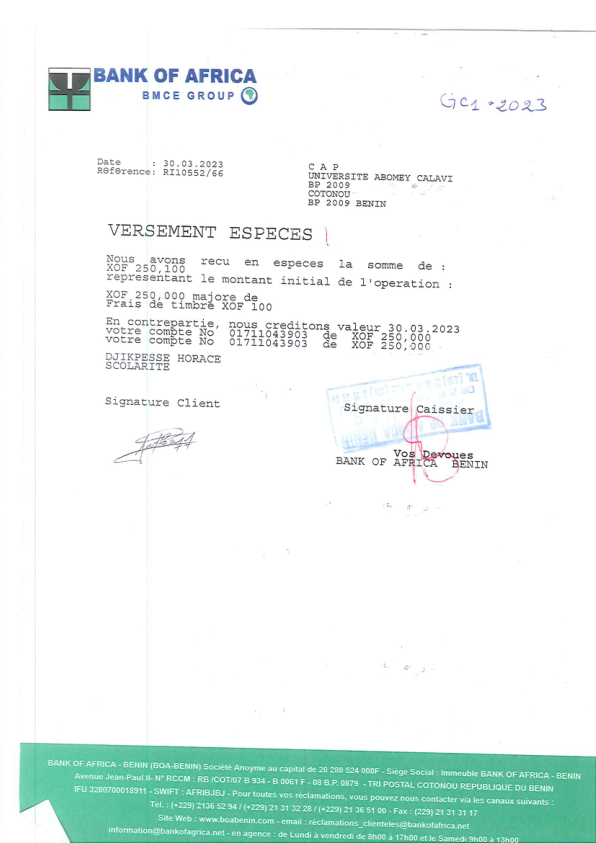 BANK OF AFRICA
BMCE GROUP
GC1 • 2023
Date : 30.03.2023
Référence: RI10552/66
C A P
UNIVERSITE ABOMEY CALAVI
BP 2009
COTONOU
BP 2009 BENIN
VERSEMENT ESPECES
Nous avons recu en especes la somme de :
XOF 250,100
representant le montant initial de l'operation :
XOF 250,000 majore de
Frais de timbre XOF 100
En contrepartie, nous creditons valeur 30.03.2023
votre compte No 01711043903 de XOF 250,000
votre compte No 01711043903 de XOF 250,000
DJIKPESSE HORACE
SCOLARITE
Signature Client
Signature Caissier
Vos Devoues
BANK OF AFRICA BENIN
BANK OF AFRICA - BENIN (BOA-BENIN) Société Anoyme au capital de 20 280 524 000F - Siège Social : Immeuble BANK OF AFRICA - BENIN
Avenue Jean-Paul II- N° RCCM : RB /COT/07 B 934 - B 0061 F - 08 B.P. 0879 - TRI POSTAL COTONOU REPUBLIQUE DU BENIN
IFU 3200700018911 - SWIFT : AFRIBJBJ - Pour toutes vos réclamations, vous pouvez nous contacter via les canaux suivants :
Tél. : (+229) 2136 52 94 / (+229) 21 31 32 28 / (+229) 21 36 51 00 - Fax : (229) 21 31 31 17
Site Web : www.boabenin.com - email : réclamations_clienteles@bankofafrica.net
information@bankofagrica.net - en agence : de Lundi à vendredi de 8h00 à 17h00 et le Samedi 9h00 à 13h00